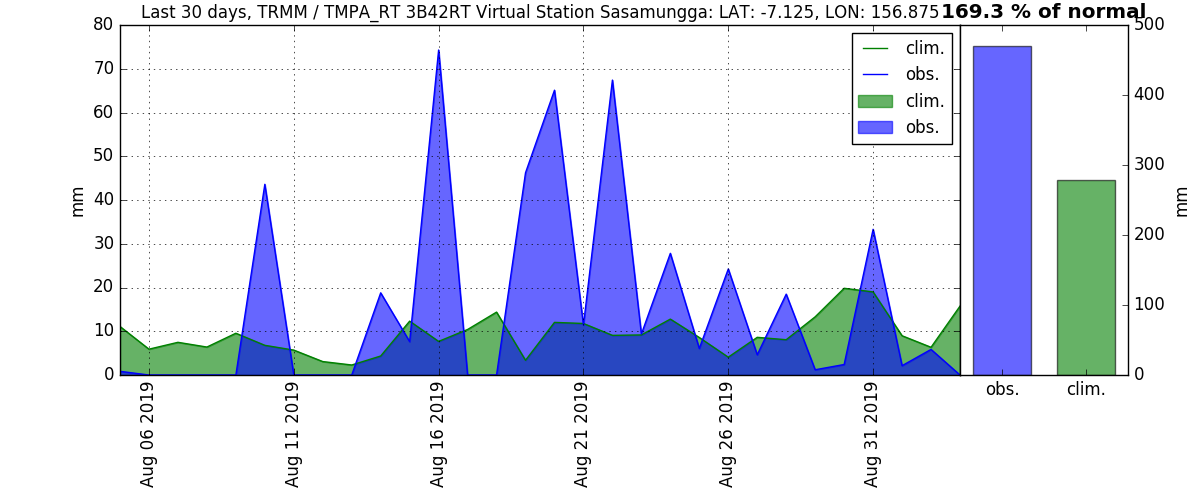 Last 30 days, TRMM / TMPA_RT 3B42RT Virtual Station Sasamungga: LAT: -7.125, LON: 156.875
169.3 % of normal
mm
80
70
60
50
40
30
20
10
0
clim.
obs.
clim.
obs.
Aug 06 2019
Aug 11 2019
Aug 16 2019
Aug 21 2019
Aug 26 2019
Aug 31 2019
500
400
300
200
100
0
mm
obs.
clim.